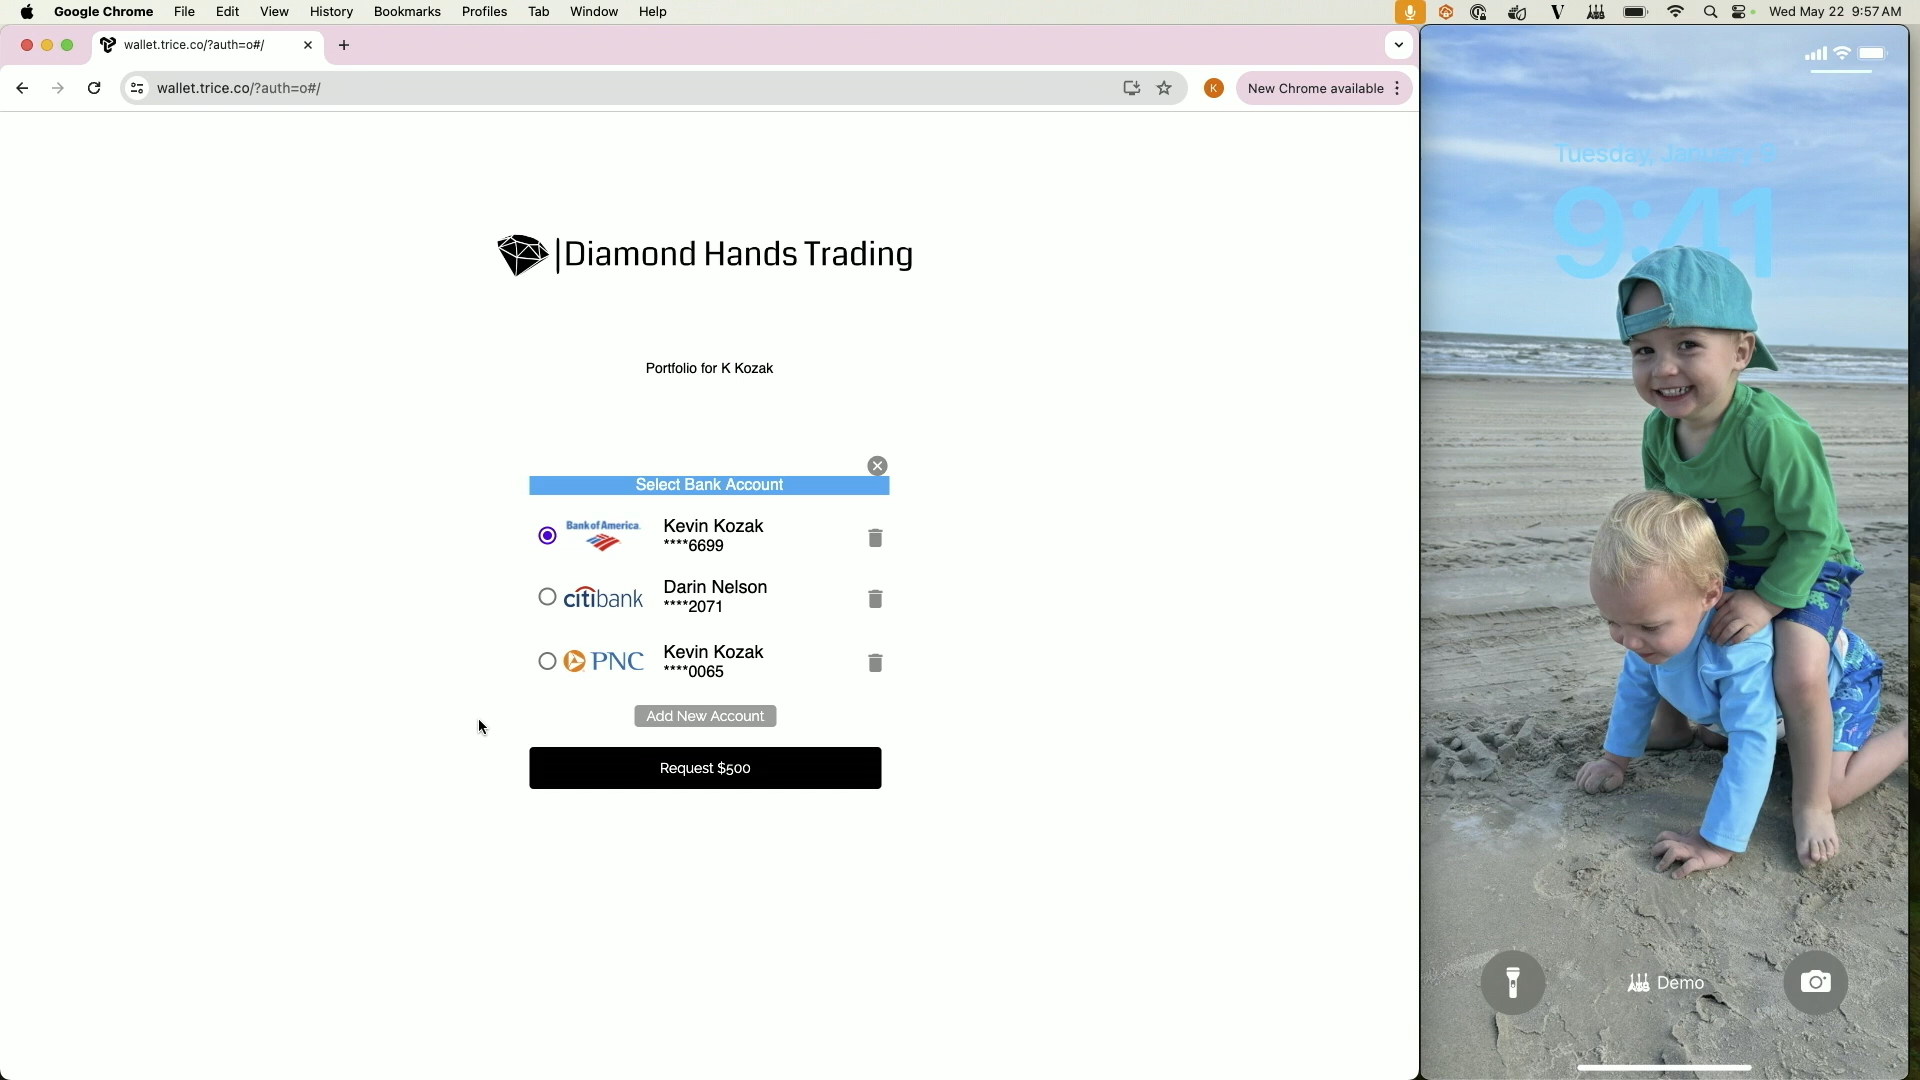 Google Chrome File Edit View History Bookmarks Profiles Tab Window Help
Wed May 22 9:57 AM
wallet.trice.co/?auth=o#/
wallet.trice.co/?auth=o#/
K
New Chrome available
Diamond Hands Trading
Portfolio for K Kozak
Select Bank Account
Bank of America
Kevin Kozak
****6699
citibank
Darin Nelson
****2071
PNC
Kevin Kozak
****0065
Add New Account
Request $500
Tuesday, January 9
9:41
Demo